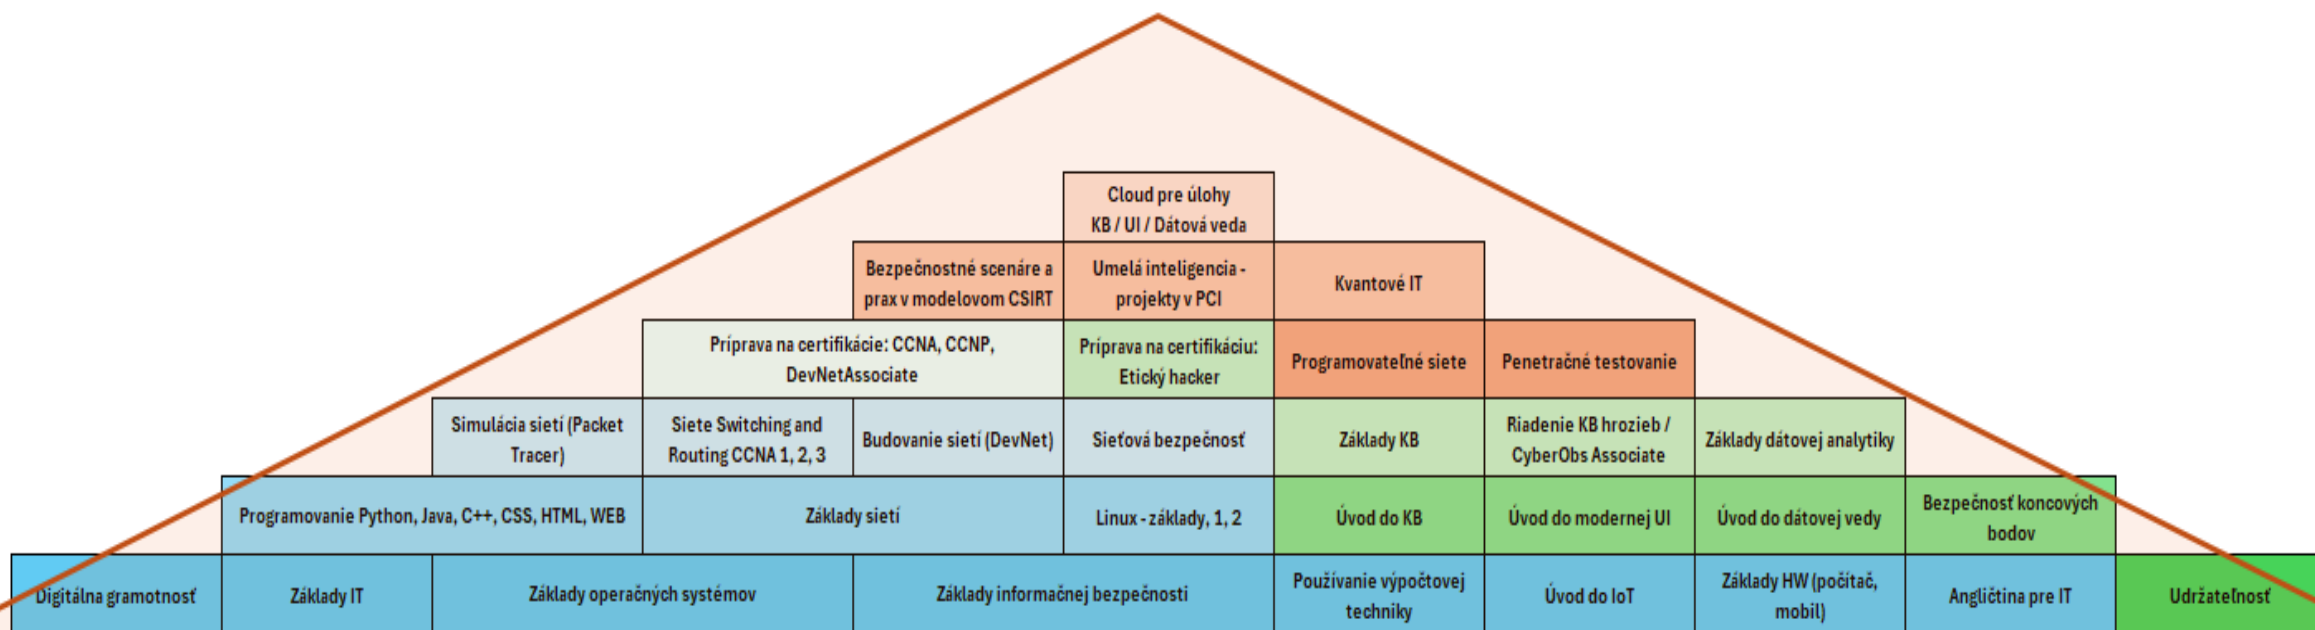 Cloud pre úlohy
KB / UI / Dátová veda
Bezpečnostné scenáre a
prax v modelovom CSIRT
Umelá inteligencia -
projekty v PCI
Kvantové IT
Príprava na certifikácie: CCNA, CCNP,
DevNetAssociate
Príprava na certifikáciu:
Etický hacker
Programovateľné siete
Penetračné testovanie
Simulácia sietí (Packet
Tracer)
Siete Switching and
Routing CCNA 1, 2, 3
Budovanie sietí (DevNet)
Sieťová bezpečnosť
Základy KB
Riadenie KB hrozieb /
CyberObs Associate
Základy dátovej analytiky
Programovanie Python, Java, C++, CSS, HTML, WEB
Základy sietí
Linux - základy, 1, 2
Úvod do KB
Úvod do modernej UI
Úvod do dátovej vedy
Bezpečnosť koncových
bodov
Digitálna gramotnosť
Základy IT
Základy operačných systémov
Základy informačnej bezpečnosti
Používanie výpočtovej
techniky
Úvod do IoT
Základy HW (počítač,
mobil)
Angličtina pre IT
Udržateľnosť